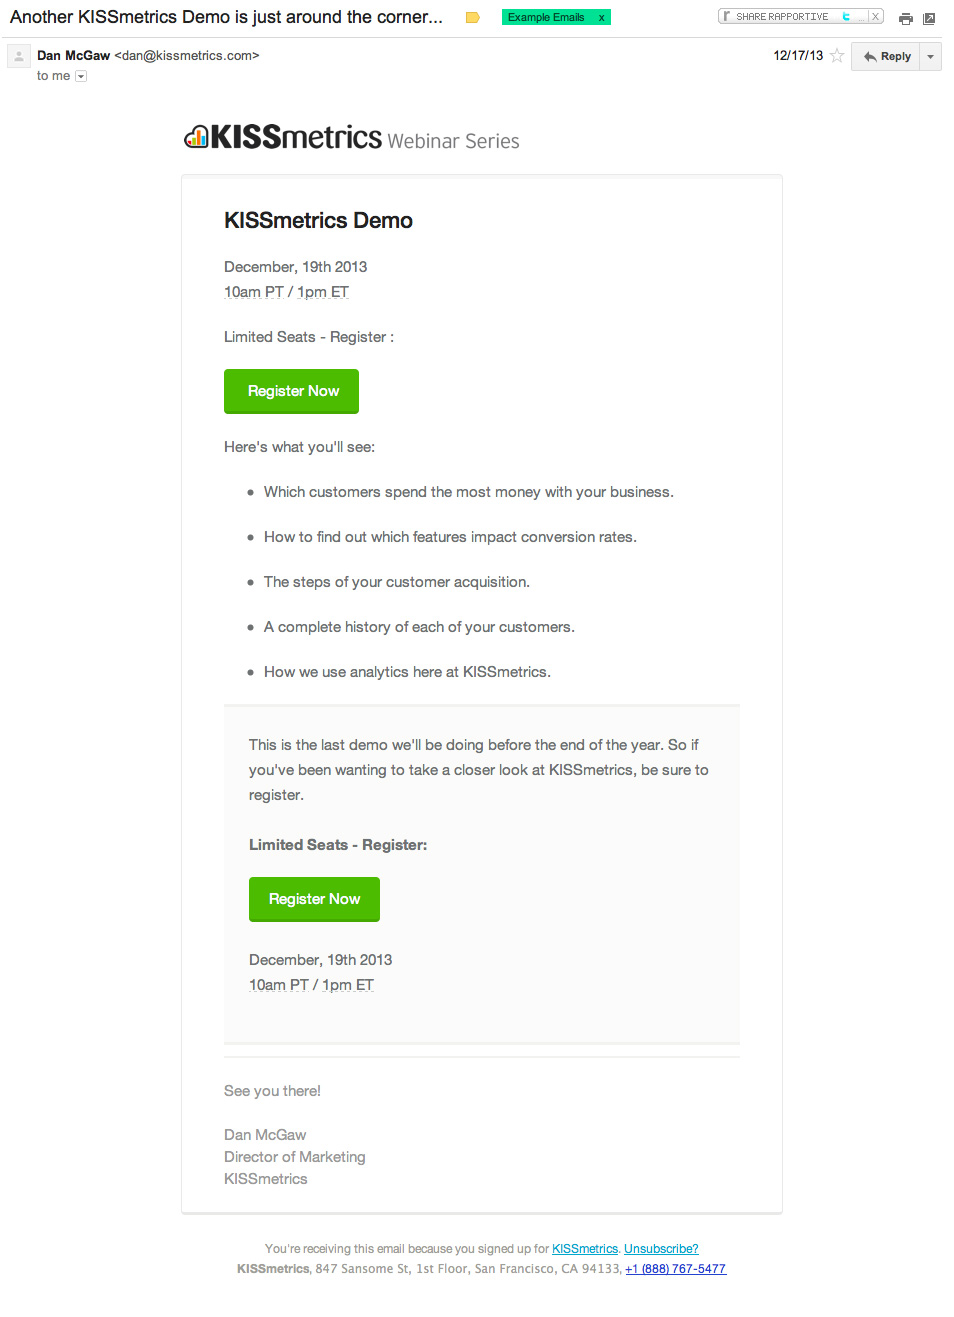 Another KISSmetrics Demo is just around the corner...
Example Emails x
SHARE RAPPORTIVE ... X
Dan McGaw <dan@kissmetrics.com>
12/17/13
Reply
to me
KISSmetrics Webinar Series
KISSmetrics Demo
December, 19th 2013
10am PT / 1pm ET
Limited Seats - Register :
Register Now
Here's what you'll see:
• Which customers spend the most money with your business.
• How to find out which features impact conversion rates.
• The steps of your customer acquisition.
• A complete history of each of your customers.
• How we use analytics here at KISSmetrics.
This is the last demo we'll be doing before the end of the year. So if
you've been wanting to take a closer look at KISSmetrics, be sure to
register.
Limited Seats - Register:
Register Now
December, 19th 2013
10am PT / 1pm ET
See you there!
Dan McGaw
Director of Marketing
KISSmetrics
You're receiving this email because you signed up for KISSmetrics. Unsubscribe?
KISSmetrics, 847 Sansome St, 1st Floor, San Francisco, CA 94133, +1 (888) 767-5477